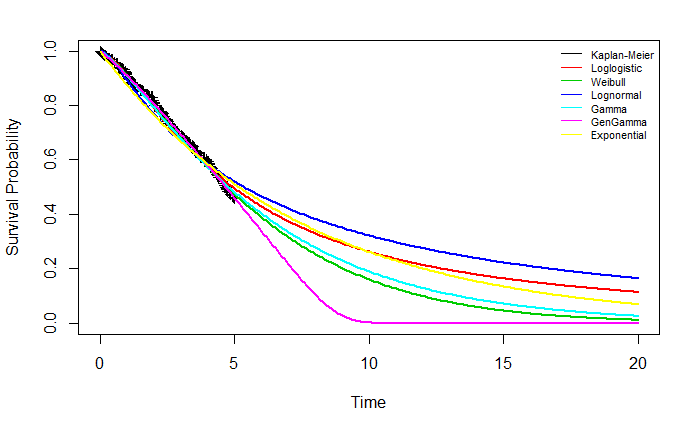 Survival Probability
1.0
0.8
0.6
0.4
0.2
0.0
Kaplan-Meier
Loglogistic
Weibull
Lognormal
Gamma
GenGamma
Exponential
0
5
10
15
20
Time